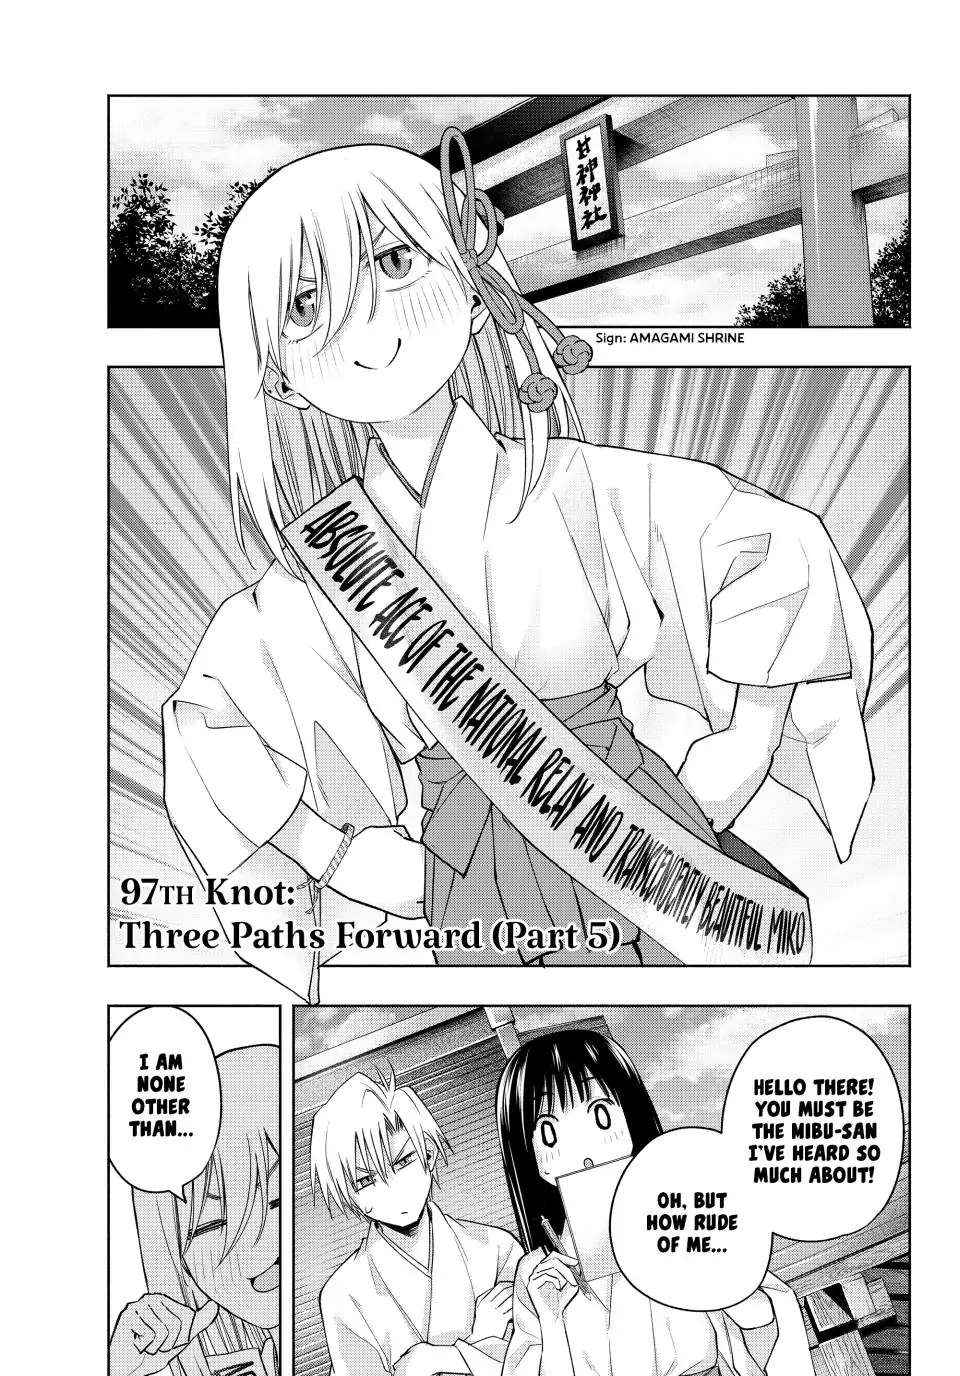 甘神神社
Sign: AMAGAMI SHRINE
ABSOLUTE ACE OF THE NATIONAL RELAY AND TRANSCENDENTLY BEAUTIFUL MIKO
97TH Knot:
Three Paths Forward (Part 5)
HELLO THERE!
YOU MUST BE
THE MIBU-SAN
I'VE HEARD SO
MUCH ABOUT!
OH, BUT
HOW RUDE
OF ME...
I AM
NONE
OTHER
THAN...